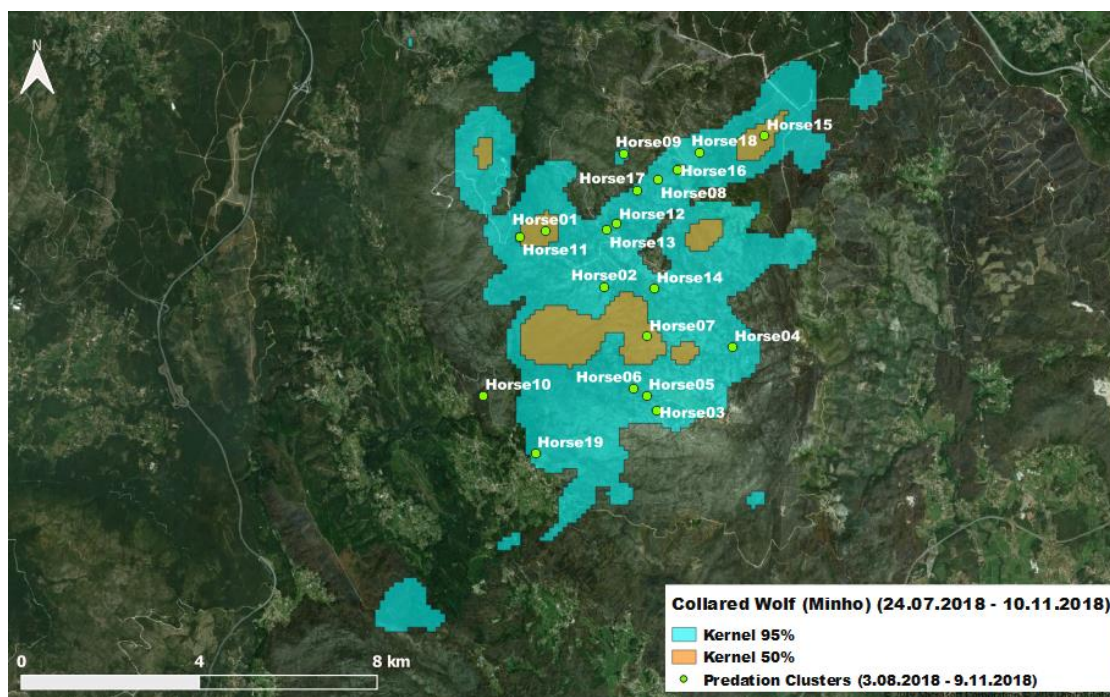 N
Horse15
Horse09
Horse18
Horse16
Horse17
Horse08
Horse01
Horse12
Horse11
Horse13
Horse02
Horse14
Horse07
Horse04
Horse06
Horse05
Horse10
Horse03
Horse19
Collared Wolf (Minho) (24.07.2018 - 10.11.2018)
Kernel 95%
Kernel 50%
Predation Clusters (3.08.2018 - 9.11.2018)
0 4 8 km